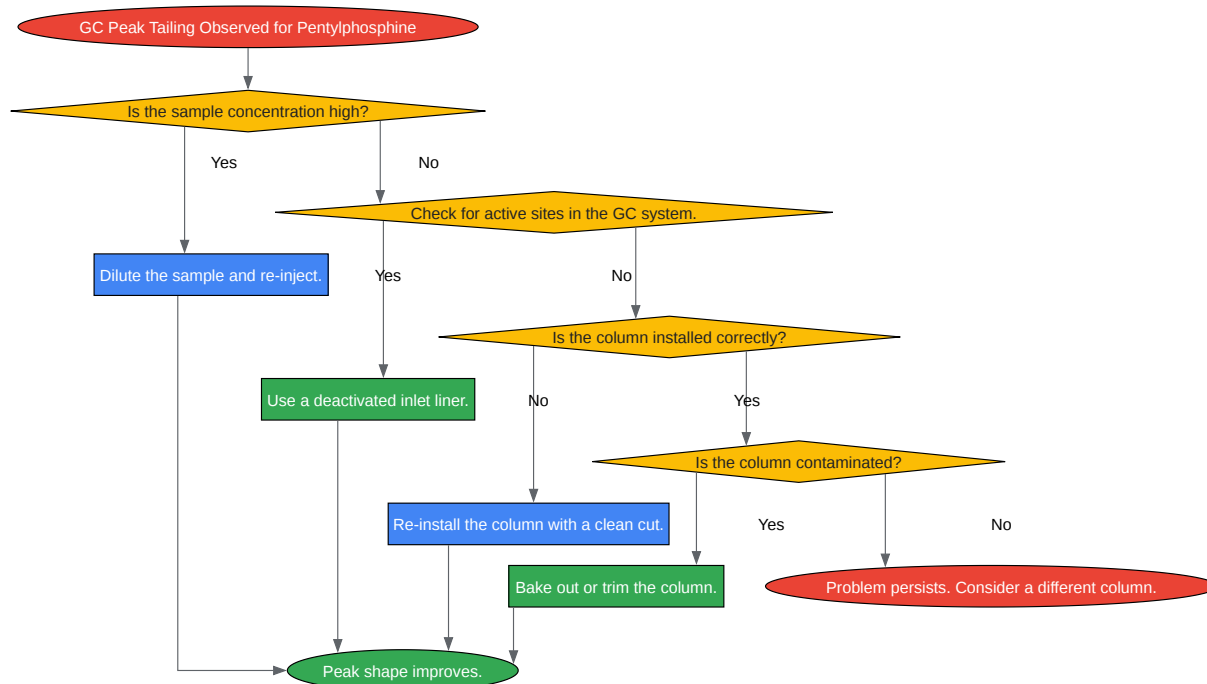 GC Peak Tailing Observed for Pentylphosphine
Is the sample concentration high?
Yes
No
Check for active sites in the GC system.
Dilute the sample and re-inject.
Yes
No
Is the column installed correctly?
Use a deactivated inlet liner.
No
Yes
Is the column contaminated?
Re-install the column with a clean cut.
Yes
No
Bake out or trim the column.
Problem persists. Consider a different column.
Peak shape improves.